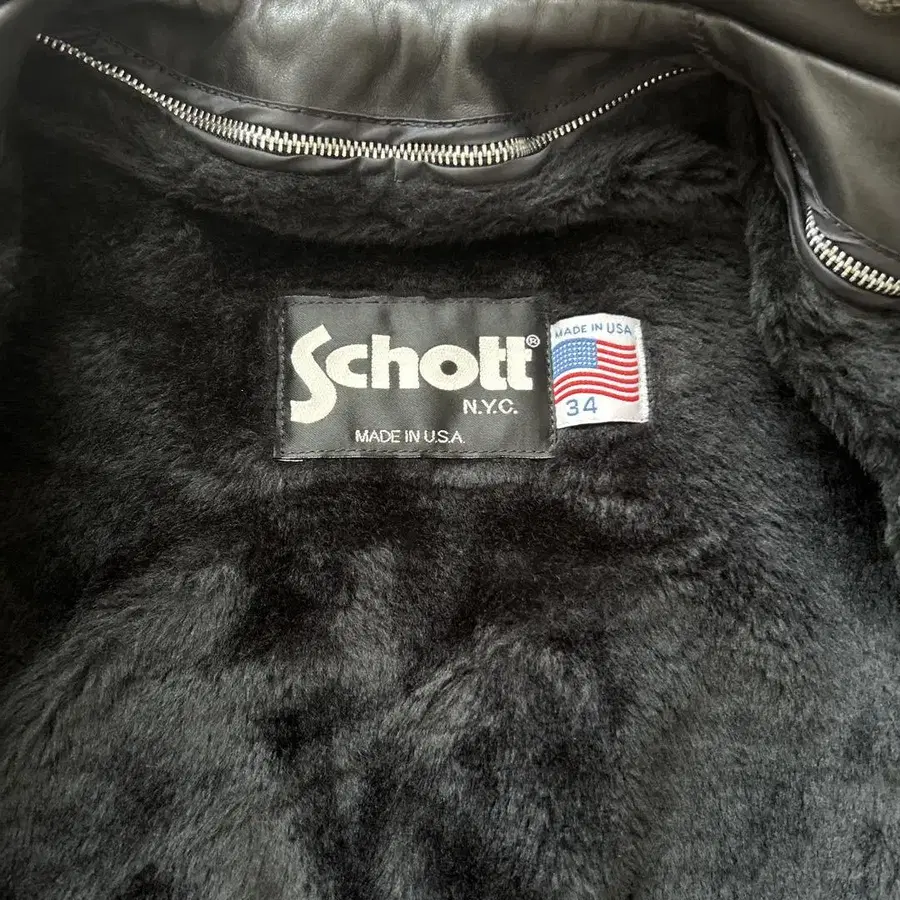 Schott®
N.Y.C.
MADE IN U.S.A.
MADE IN USA
34